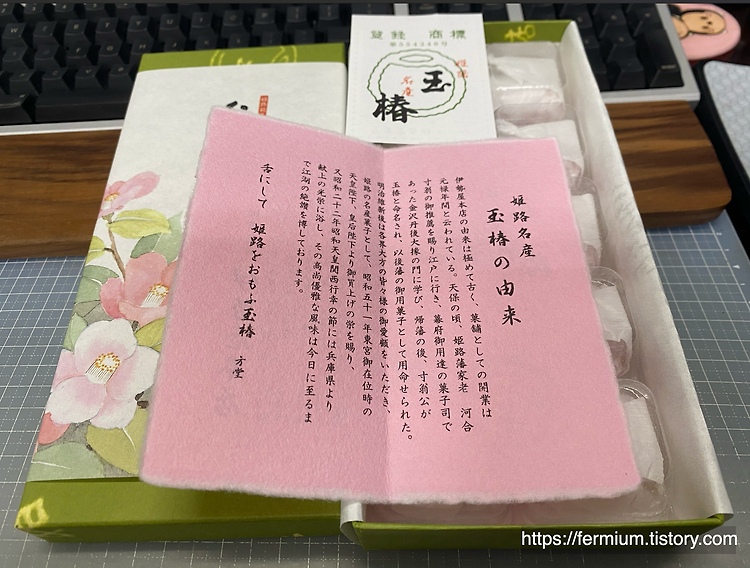 登録 商標
姫路
名産
玉
椿
姫路名産
玉椿の由来
伊勢屋本店の由来は極めて古く、菓舗としての開業は
元禄年間と云われている。天保の頃、姫路藩家老 河合
寸翁の御推薦を賜り江戸に行き、幕府御用達の菓子司で
あった金沢丹後大掾の門に学び、帰藩の後、寸翁公が
玉椿と命名され、以後藩の御用菓子として用命せられた。
明治維新後は各界大方の皆々様の御愛顧をいただき、
姫路の名産菓子として、昭和五十一年東宮御在位時の
天皇陛下、皇后陛下より御買上げの栄を賜り、
又昭和二十二年昭和天皇関西行幸の節には兵庫県より
献上の光栄に浴し、その高尚優雅な風味は今日に至るま
で江湖の絶讃を博しております。
舌にして 姫路をおもふ玉椿
方堂
https://fermium.tistory.com